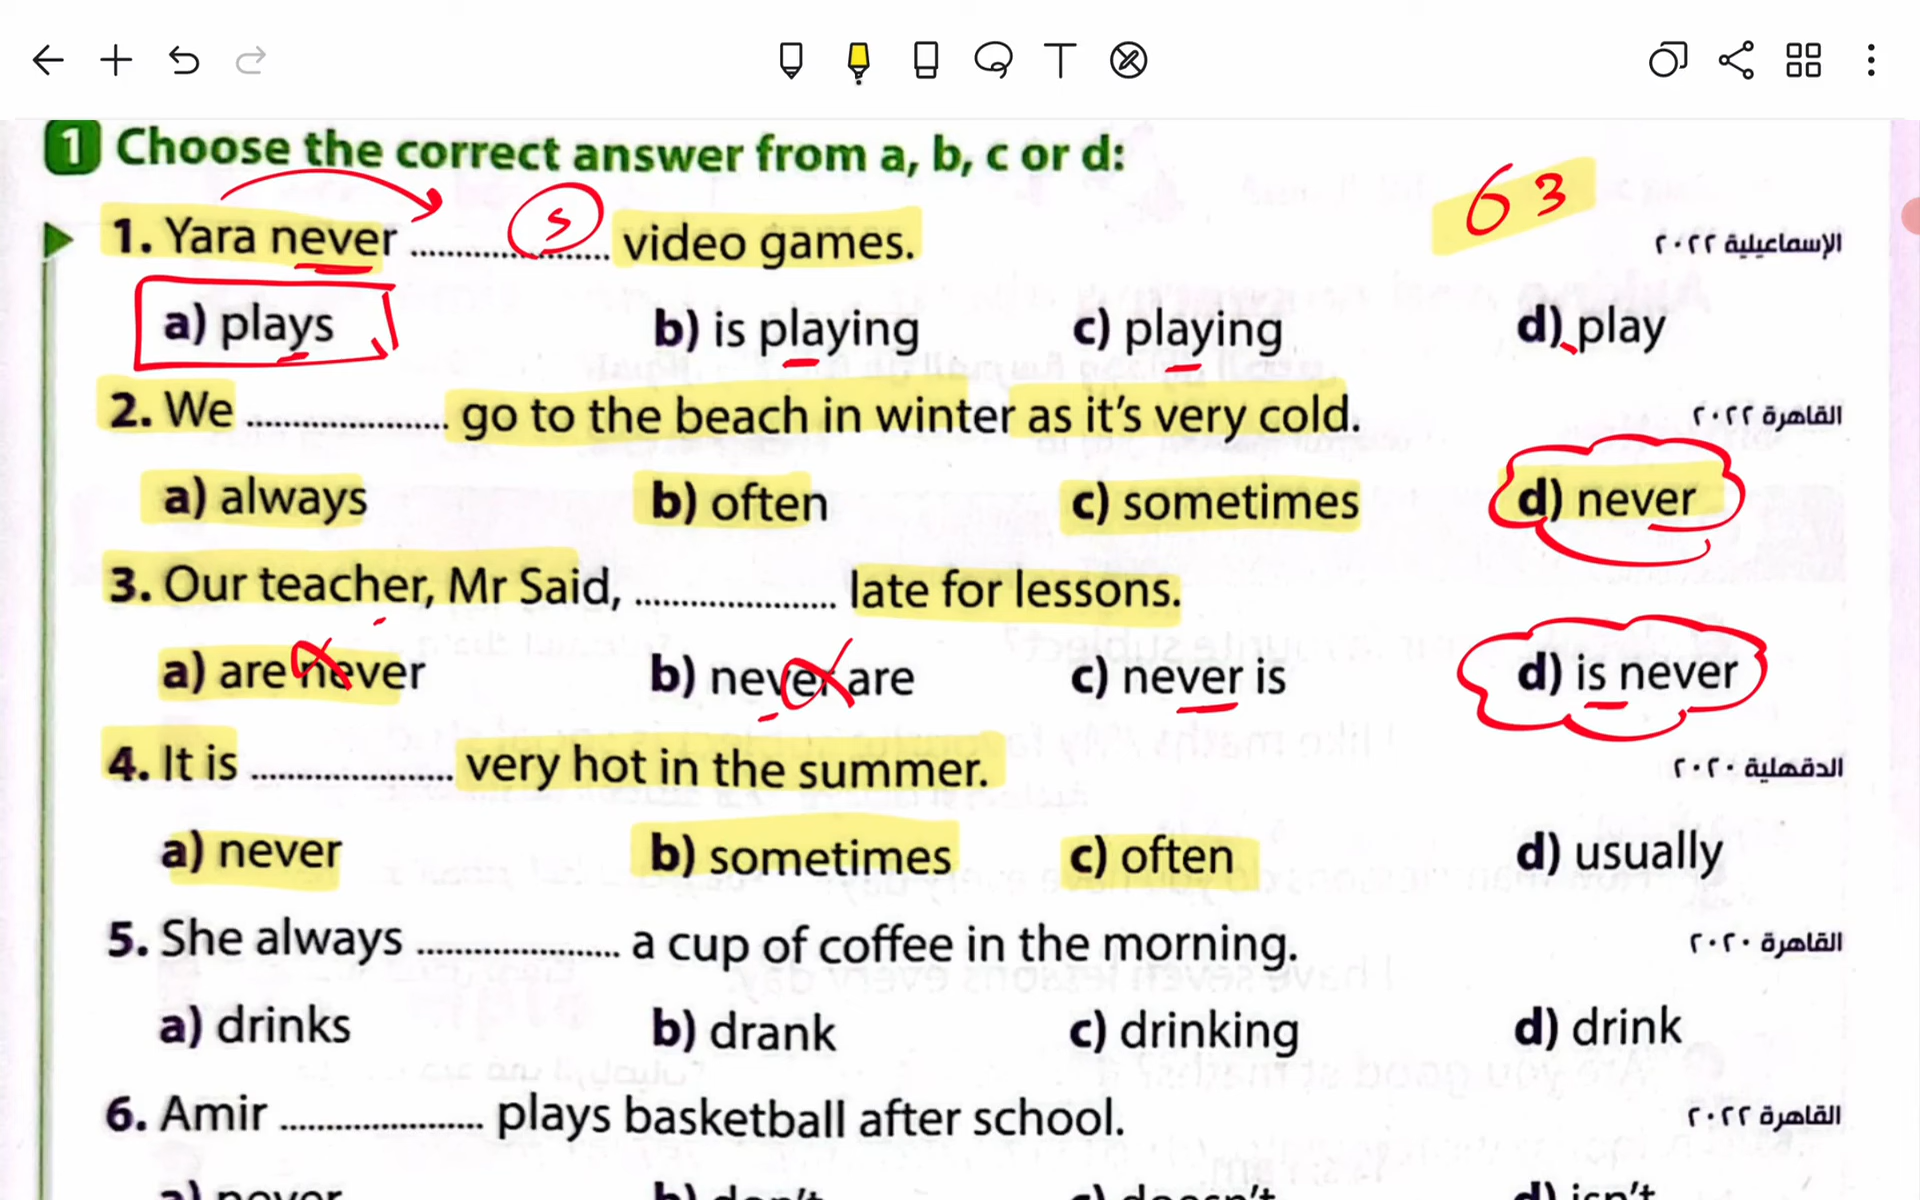 1 Choose the correct answer from a, b, c or d:
63
1. Yara never .................... video games. الإسماعيلية ٢٠٢٢
s
a) plays b) is playing c) playing d) play
2. We .................... go to the beach in winter as it's very cold. القاهرة ٢٠٢٢
a) always b) often c) sometimes d) never
3. Our teacher, Mr Said, .................... late for lessons.
a) are never b) never are c) never is d) is never
4. It is .................... very hot in the summer. الدقهلية ٢٠٢٠
a) never b) sometimes c) often d) usually
5. She always .................... a cup of coffee in the morning. القاهرة ٢٠٢٠
a) drinks b) drank c) drinking d) drink
6. Amir .................... plays basketball after school. القاهرة ٢٠٢٢
a) never b) don't c) doesn't d) isn't